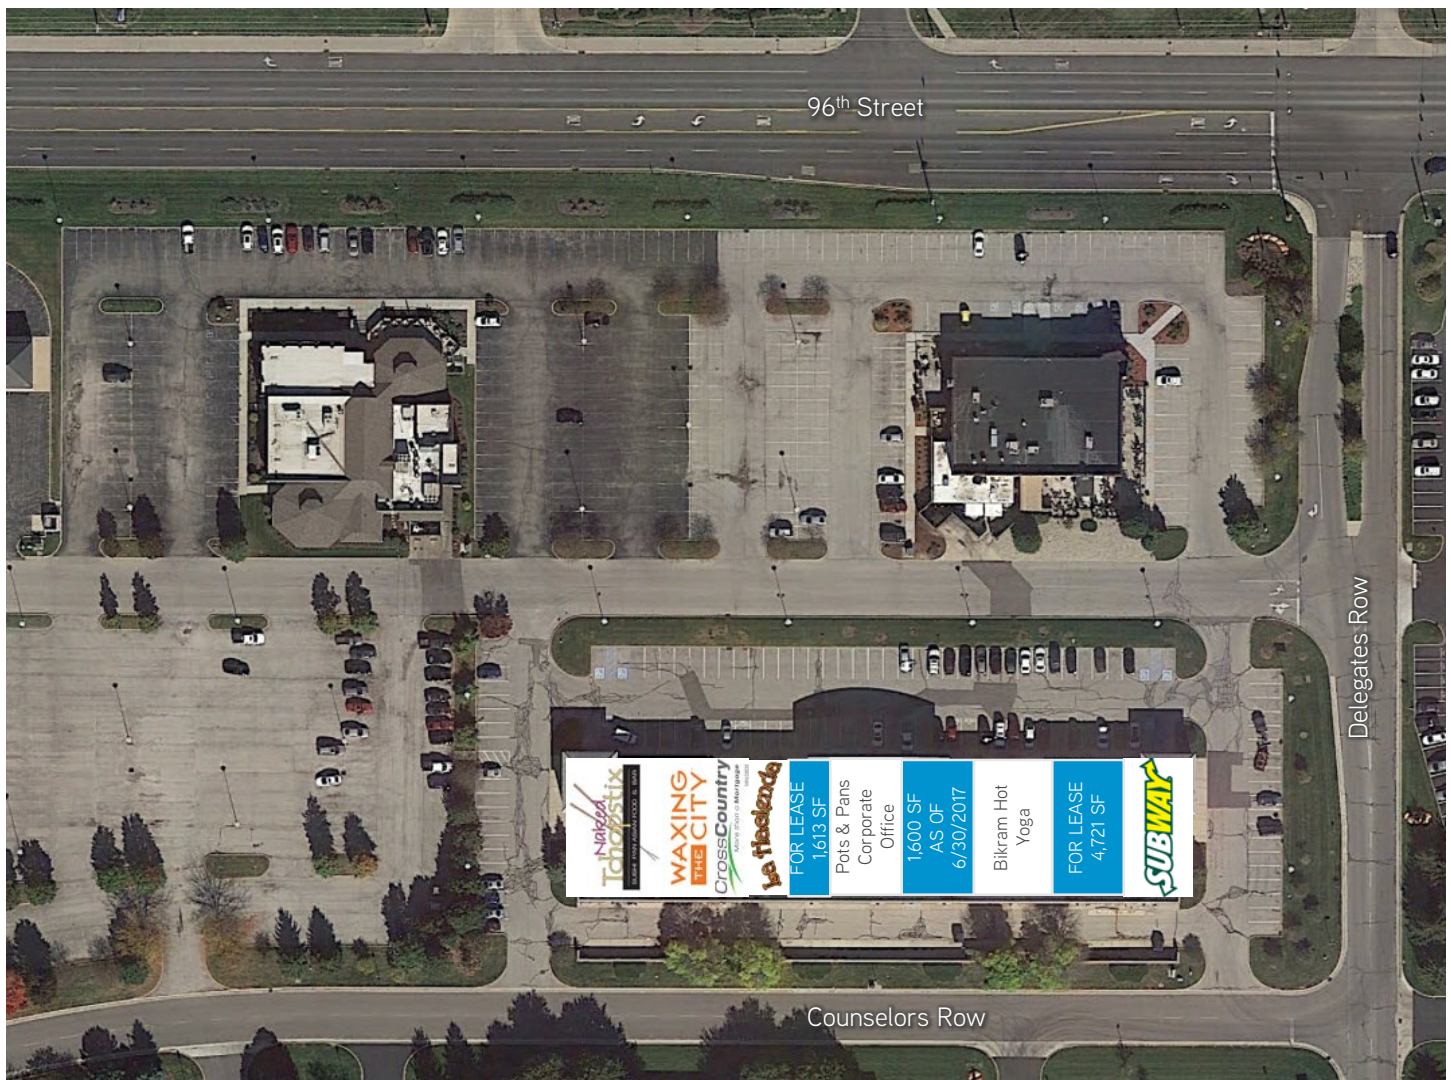 96th Street
Delegates Row
Naked
Tchopstix
SUSHI PAN ASIAN FOOD & BAR
WAXING
THE CITY
CrossCountry
More than a Mortgage
La Hacienda
FOR LEASE
1,613 SF
Pots & Pans
Corporate
Office
1,600 SF
AS OF
6/30/2017
Bikram Hot
Yoga
FOR LEASE
4,721 SF
SUBWAY
Counselors Row